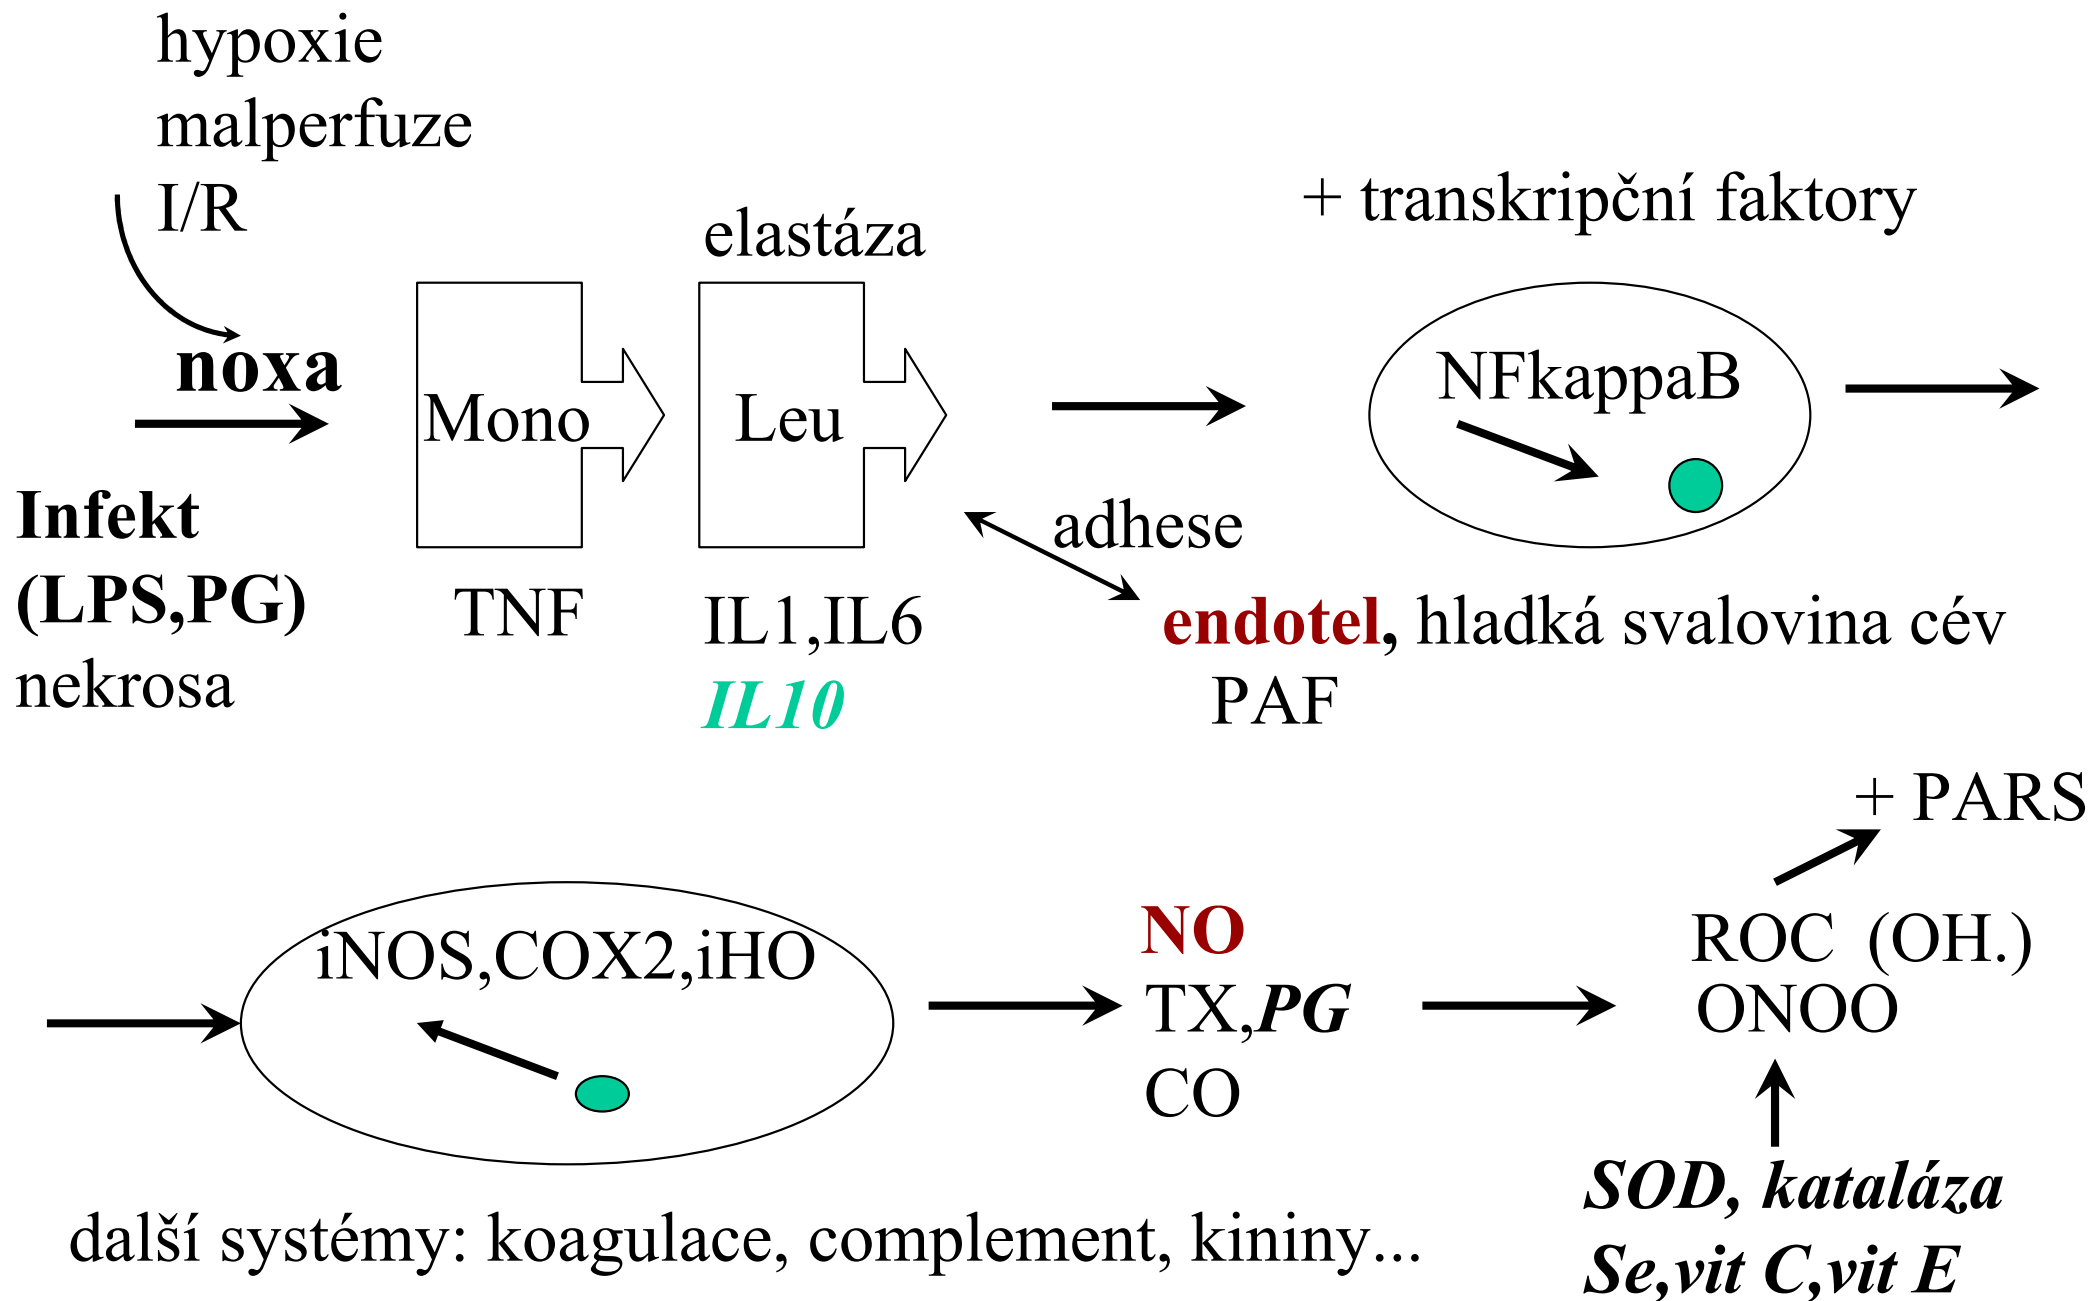 hypoxie
malperfuze
I/R
+ transkripční faktory
elastáza
noxa
Mono
Leu
NFkappaB
Infekt
(LPS,PG)
nekrosa
adhese
TNF
IL1,IL6
IL10
endotel, hladká svalovina cév
PAF
+ PARS
iNOS,COX2,iHO
NO
TX,PG
CO
ROC (OH.)
ONOO
SOD, kataláza
Se,vit C,vit E
další systémy: koagulace, complement, kininy...